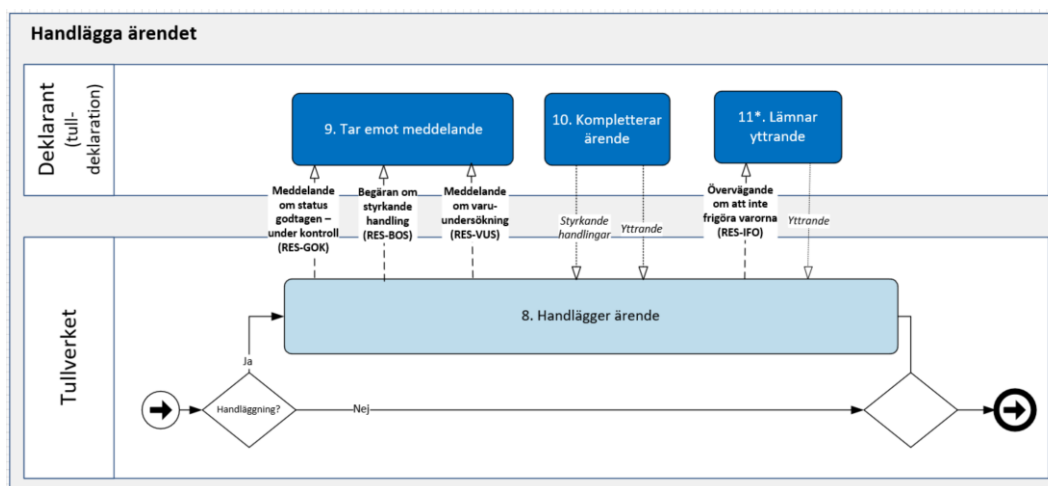 Handlägga ärendet
Deklarant
(tull-
deklaration)
9. Tar emot meddelande
10. Kompletterar
ärende
11*. Lämnar
yttrande
Meddelande
om status
godtagen –
under kontroll
(RES-GOK)
Begäran om
styrkande
handling
(RES-BOS)
Meddelande
om varu-
undersökning
(RES-VUS)
Styrkande
handlingar
Yttrande
Övervägande
om att inte
frigöra varorna
(RES-IFO)
Yttrande
Tullverket
8. Handlägger ärende
Ja
Handläggning?
Nej